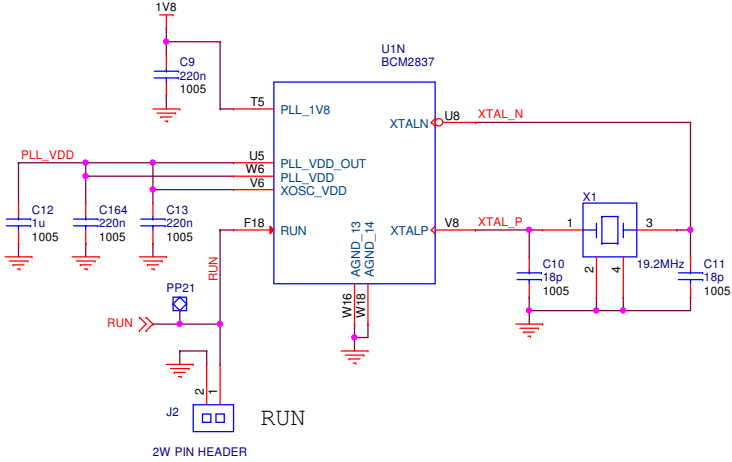 1V8
U1N
BCM2837
C9
220n
1005
T5
PLL_1V8
XTALN
U8
XTAL_N
PLL_VDD
U5
PLL_VDD_OUT
W6
PLL_VDD
V6
XOSC_VDD
X1
C12
1u
1005
C164
220n
1005
C13
220n
1005
F18
RUN
XTALP
V8
XTAL_P
1
3
AGND_13
AGND_14
RUN
2
4
19.2MHz
C10
18p
1005
C11
18p
1005
PP21
W16
W18
RUN
2
1
J2
RUN
2W PIN HEADER